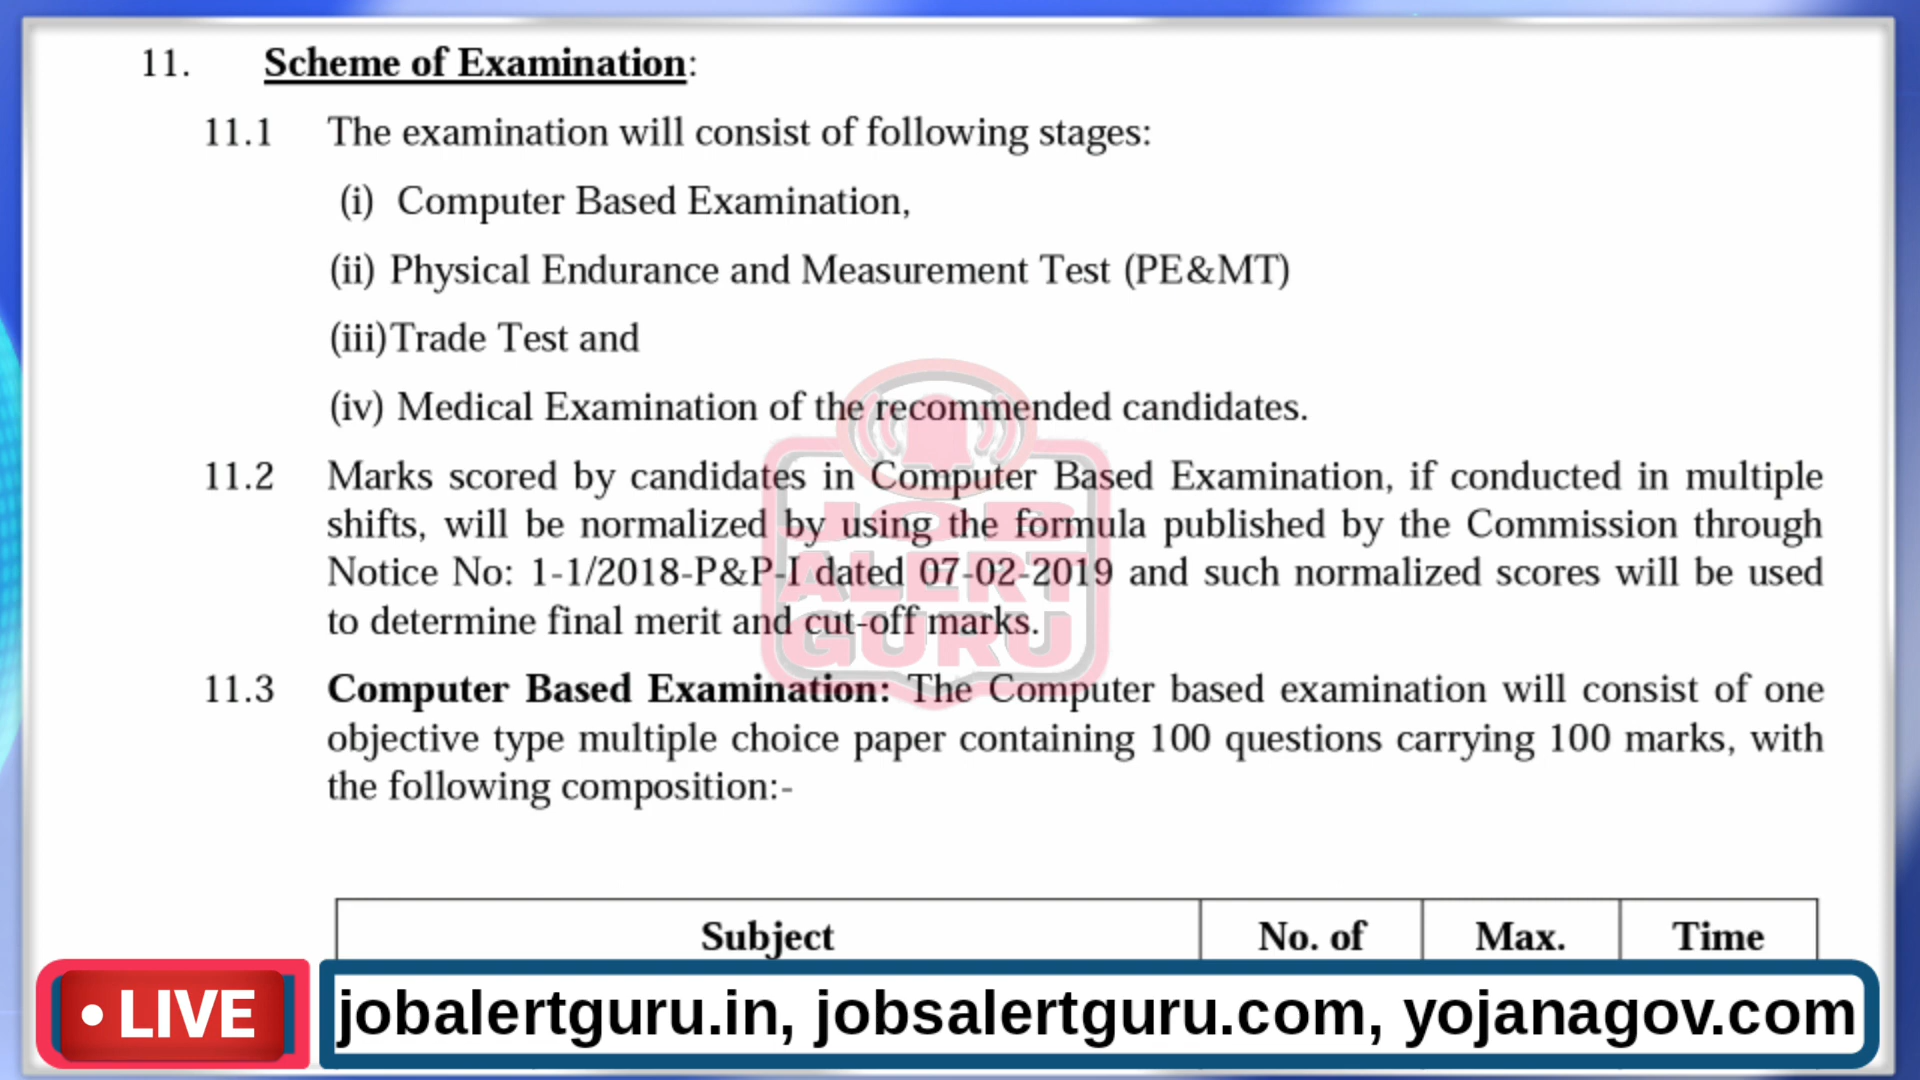 11. Scheme of Examination:
11.1 The examination will consist of following stages:
(i) Computer Based Examination,
(ii) Physical Endurance and Measurement Test (PE&MT)
(iii)Trade Test and
(iv) Medical Examination of the recommended candidates.
11.2 Marks scored by candidates in Computer Based Examination, if conducted in multiple
shifts, will be normalized by using the formula published by the Commission through
Notice No: 1-1/2018-P&P-I dated 07-02-2019 and such normalized scores will be used
to determine final merit and cut-off marks.
11.3 Computer Based Examination: The Computer based examination will consist of one
objective type multiple choice paper containing 100 questions carrying 100 marks, with
the following composition:-
JOB
ALERT
GURU
Subject No. of Max. Time
• LIVE jobalertguru.in, jobsalertguru.com, yojanagov.com